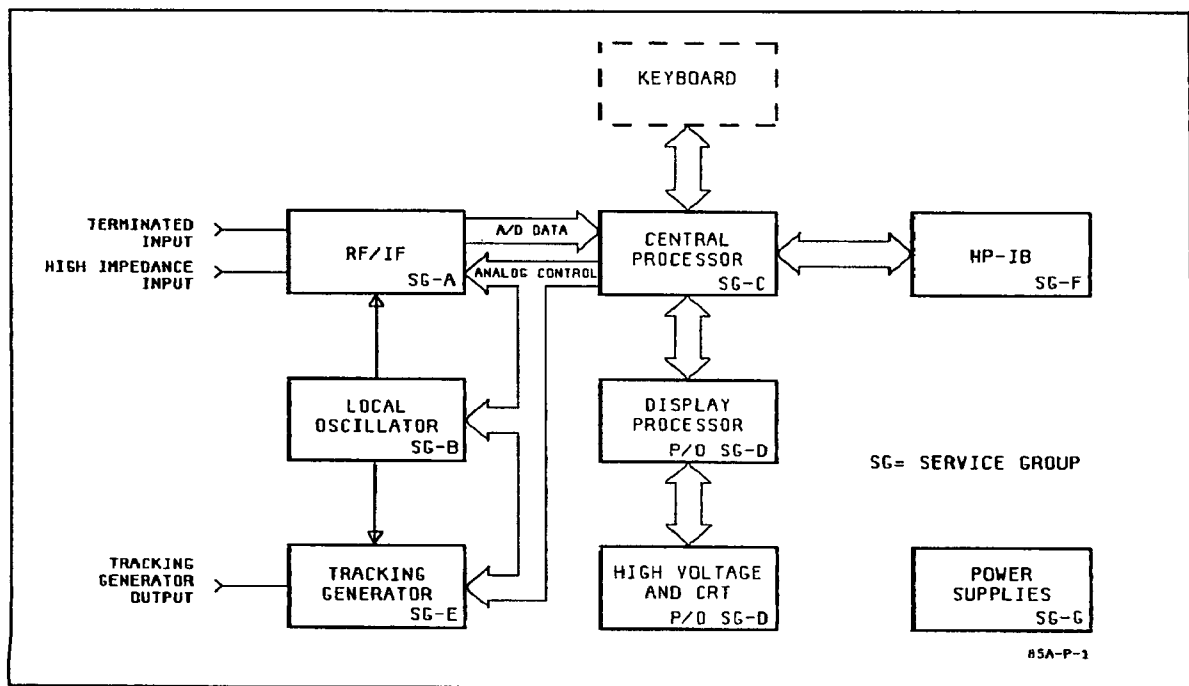 KEYBOARD
TERMINATED
INPUT
HIGH IMPEDANCE
INPUT
RF/IF
SG-A
A/D DATA
ANALOG CONTROL
CENTRAL
PROCESSOR
SG-C
HP-IB
SG-F
LOCAL
OSCILLATOR
SG-B
DISPLAY
PROCESSOR
P/O SG-D
SG= SERVICE GROUP
TRACKING
GENERATOR
OUTPUT
TRACKING
GENERATOR
SG-E
HIGH VOLTAGE
AND CRT
P/O SG-D
POWER
SUPPLIES
SG-G
85A-P-1